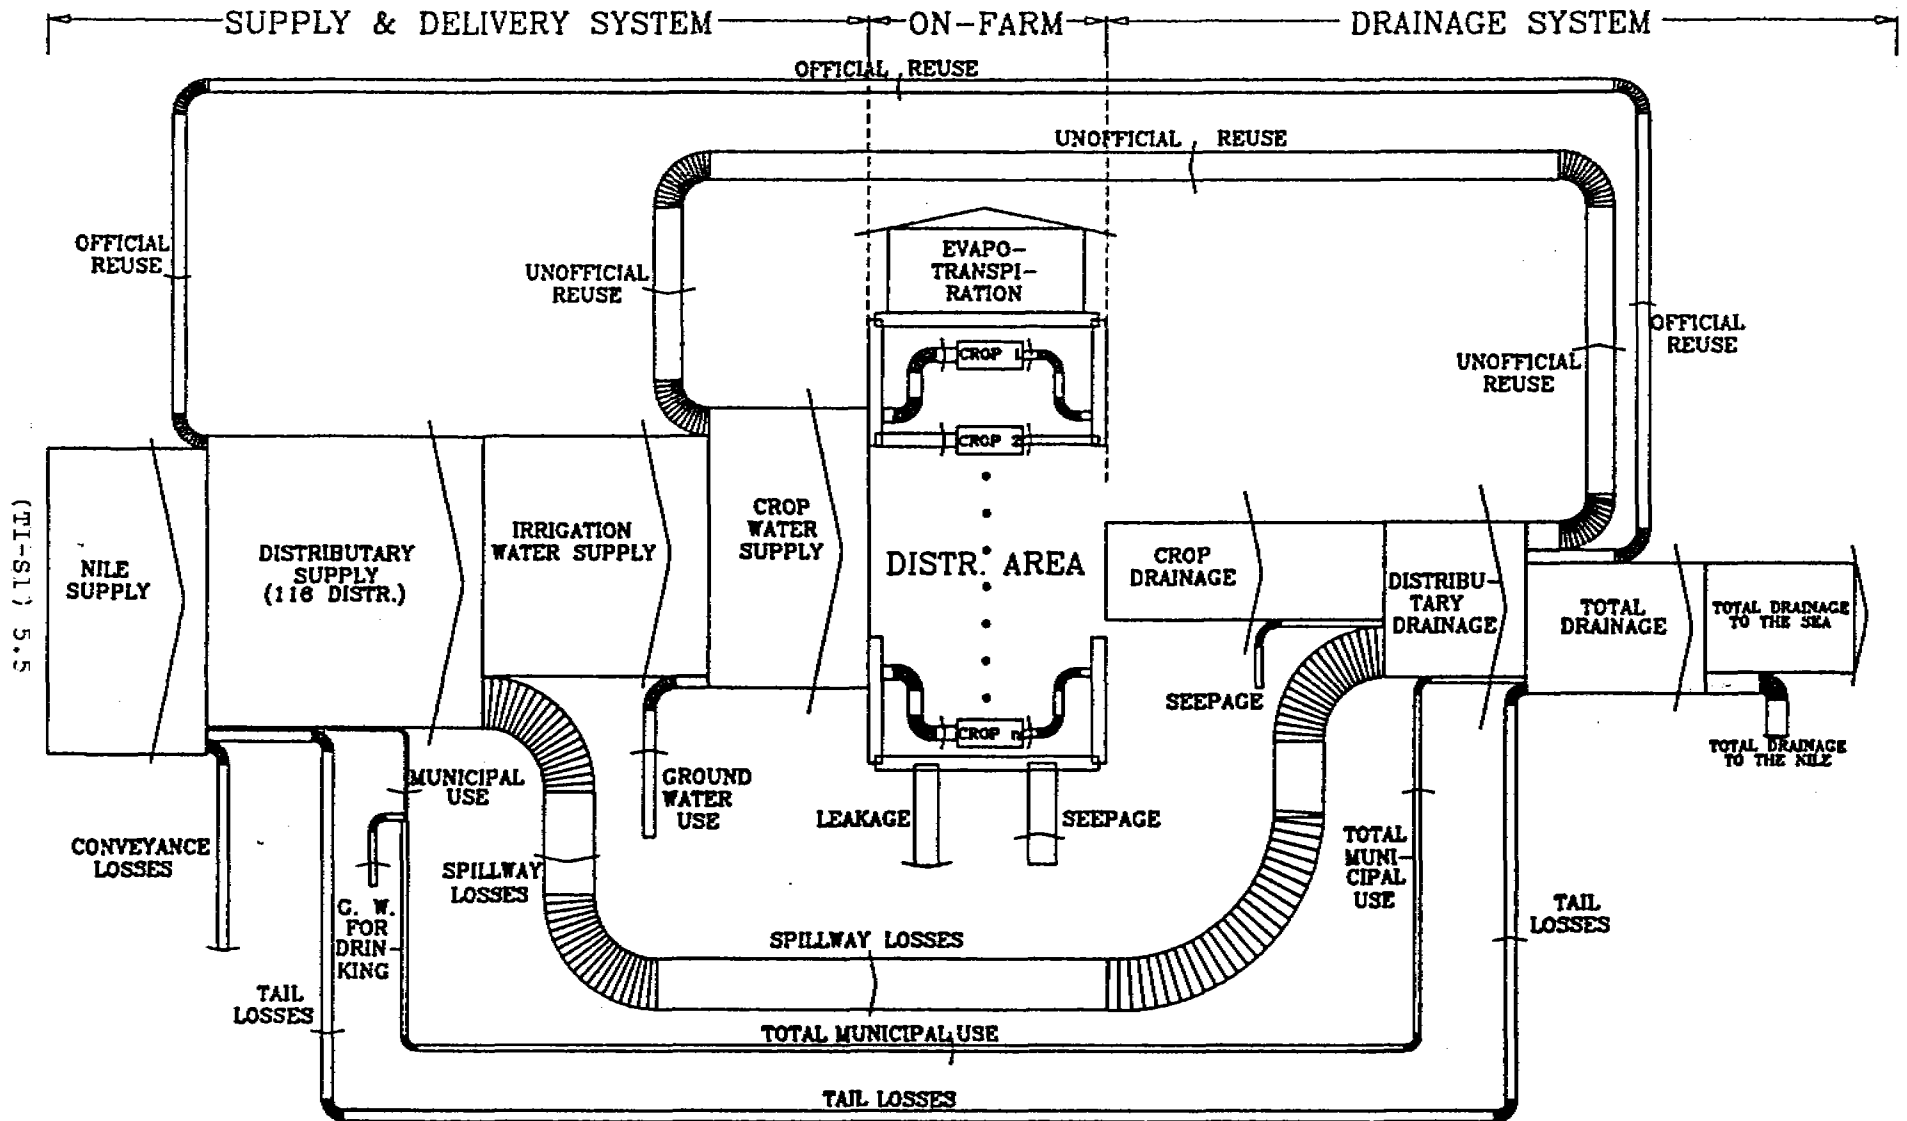 SUPPLY & DELIVERY SYSTEM
ON-FARM
DRAINAGE SYSTEM
OFFICIAL REUSE
UNOFFICIAL REUSE
OFFICIAL
REUSE
UNOFFICIAL
REUSE
EVAPO-
TRANSPI-
RATION
OFFICIAL
REUSE
UNOFFICIAL
REUSE
CROP 1
CROP 2
NILE
SUPPLY
DISTRIBUTARY
SUPPLY
(116 DISTR.)
IRRIGATION
WATER SUPPLY
CROP
WATER
SUPPLY
DISTR. AREA
CROP
DRAINAGE
DISTRIBU-
TARY
DRAINAGE
TOTAL
DRAINAGE
TOTAL DRAINAGE
TO THE SEA
(TI-S1) 5.5
SEEPAGE
CROP n
TOTAL DRAINAGE
TO THE NILE
MUNICIPAL
USE
GROUND
WATER
USE
LEAKAGE
SEEPAGE
CONVEYANCE
LOSSES
SPILLWAY
LOSSES
TOTAL
MUNI-
CIPAL
USE
G. W.
FOR
DRIN-
KING
TAIL
LOSSES
SPILLWAY LOSSES
TAIL
LOSSES
TOTAL MUNICIPAL USE
TAIL LOSSES